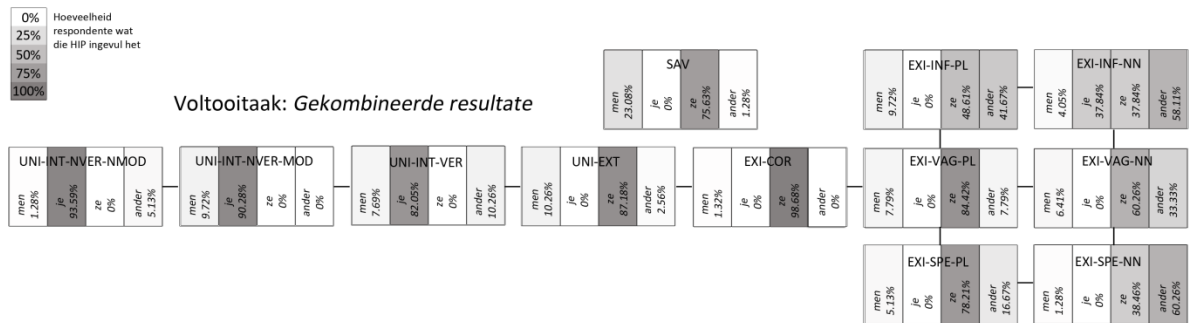 0%
25%
50%
75%
100%
Hoeveelheid
respondente wat
die HIP ingevul het
Voltooitaak: Gekombineerde resultate
SAV
men 23.08%
je 0%
ze 75.63%
ander 1.28%
EXI-INF-PL
men 9.72%
je 0%
ze 48.61%
ander 41.67%
EXI-INF-NN
men 4.05%
je 37.84%
ze 37.84%
ander 58.11%
UNI-INT-NVER-NMOD
men 1.28%
je 93.59%
ze 0%
ander 5.13%
UNI-INT-NVER-MOD
men 9.72%
je 90.28%
ze 0%
ander 0%
UNI-INT-VER
men 7.69%
je 82.05%
ze 0%
ander 10.26%
UNI-EXT
men 10.26%
je 0%
ze 87.18%
ander 2.56%
EXI-COR
men 1.32%
je 0%
ze 98.68%
ander 0%
EXI-VAG-PL
men 7.79%
je 0%
ze 84.42%
ander 7.79%
EXI-VAG-NN
men 6.41%
je 0%
ze 60.26%
ander 33.33%
EXI-SPE-PL
men 5.13%
je 0%
ze 78.21%
ander 16.67%
EXI-SPE-NN
men 1.28%
je 0%
ze 38.46%
ander 60.26%